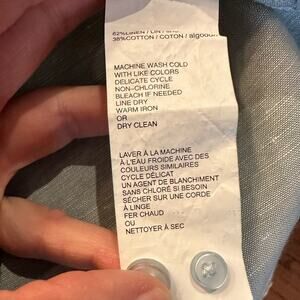 62%LINEN / LIN /
38%COTTON / COTON / algodón
MACHINE WASH COLD
WITH LIKE COLORS
DELICATE CYCLE
NON-CHLORINE
BLEACH IF NEEDED
LINE DRY
WARM IRON
OR
DRY CLEAN
LAVER À LA MACHINE
À L'EAU FROIDE AVEC DES
COULEURS SIMILAIRES
CYCLE DÉLICAT
UN AGENT DE BLANCHIMENT
SANS CHLORE SI BESOIN
SÉCHER SUR UNE CORDE
À LINGE
FER CHAUD
OU
NETTOYER À SEC